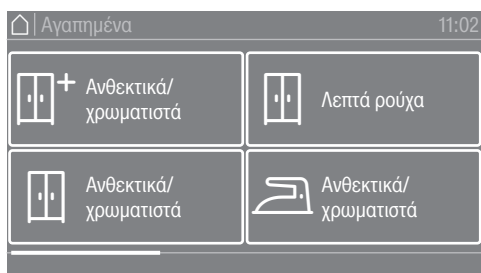 Αγαπημένα 11:02
Ανθεκτικά/
χρωματιστά
Λεπτά ρούχα
Ανθεκτικά/
χρωματιστά
Ανθεκτικά/
χρωματιστά